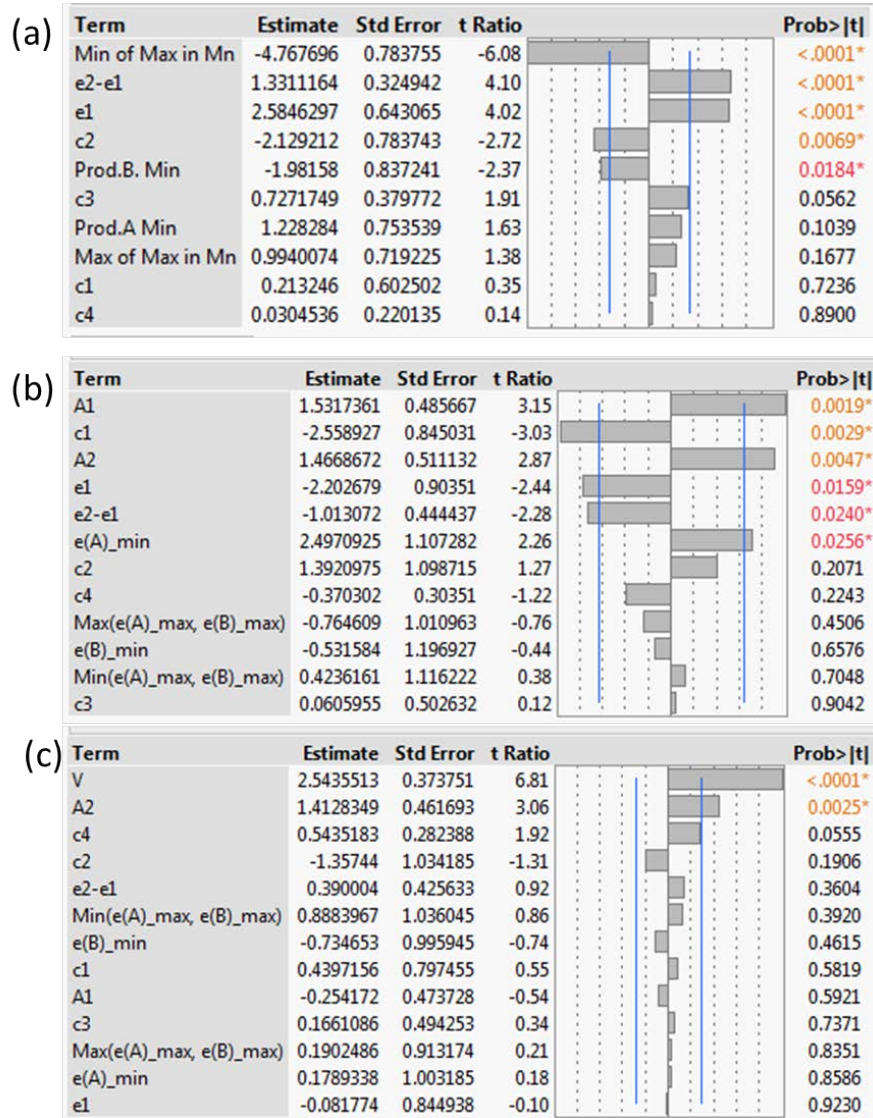 (a)
Term Estimate Std Error t Ratio Prob>|t|
Min of Max in Mn -4.767696 0.783755 -6.08 <.0001*
e2-e1 1.3311164 0.324942 4.10 <.0001*
e1 2.5846297 0.643065 4.02 <.0001*
c2 -2.129212 0.783743 -2.72 0.0069*
Prod.B. Min -1.98158 0.837241 -2.37 0.0184*
c3 0.7271749 0.379772 1.91 0.0562
Prod.A Min 1.228284 0.753539 1.63 0.1039
Max of Max in Mn 0.9940074 0.719225 1.38 0.1677
c1 0.213246 0.602502 0.35 0.7236
c4 0.0304536 0.220135 0.14 0.8900
(b)
Term Estimate Std Error t Ratio Prob>|t|
A1 1.5317361 0.485667 3.15 0.0019*
c1 -2.558927 0.845031 -3.03 0.0029*
A2 1.4668672 0.511132 2.87 0.0047*
e1 -2.202679 0.90351 -2.44 0.0159*
e2-e1 -1.013072 0.444437 -2.28 0.0240*
e(A)_min 2.4970925 1.107282 2.26 0.0256*
c2 1.3920975 1.098715 1.27 0.2071
c4 -0.370302 0.30351 -1.22 0.2243
Max(e(A)_max, e(B)_max) -0.764609 1.010963 -0.76 0.4506
e(B)_min -0.531584 1.196927 -0.44 0.6576
Min(e(A)_max, e(B)_max) 0.4236161 1.116222 0.38 0.7048
c3 0.0605955 0.502632 0.12 0.9042
(c)
Term Estimate Std Error t Ratio Prob>|t|
V 2.5435513 0.373751 6.81 <.0001*
A2 1.4128349 0.461693 3.06 0.0025*
c4 0.5435183 0.282388 1.92 0.0555
c2 -1.35744 1.034185 -1.31 0.1906
e2-e1 0.390004 0.425633 0.92 0.3604
Min(e(A)_max, e(B)_max) 0.8883967 1.036045 0.86 0.3920
e(B)_min -0.734653 0.995945 -0.74 0.4615
c1 0.4397156 0.797455 0.55 0.5819
A1 -0.254172 0.473728 -0.54 0.5921
c3 0.1661086 0.494253 0.34 0.7371
Max(e(A)_max, e(B)_max) 0.1902486 0.913174 0.21 0.8351
e(A)_min 0.1789338 1.003185 0.18 0.8586
e1 -0.081774 0.844938 -0.10 0.9230